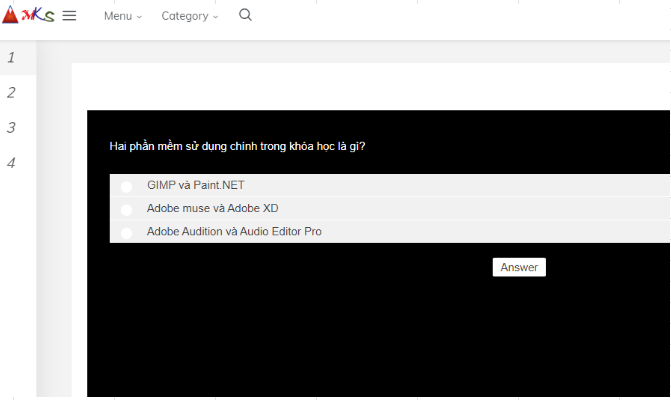 MKS
Menu
Category
1
2
3
4
Hai phần mềm sử dụng chính trong khóa học là gì?
GIMP và Paint.NET
Adobe muse và Adobe XD
Adobe Audition và Audio Editor Pro
Answer